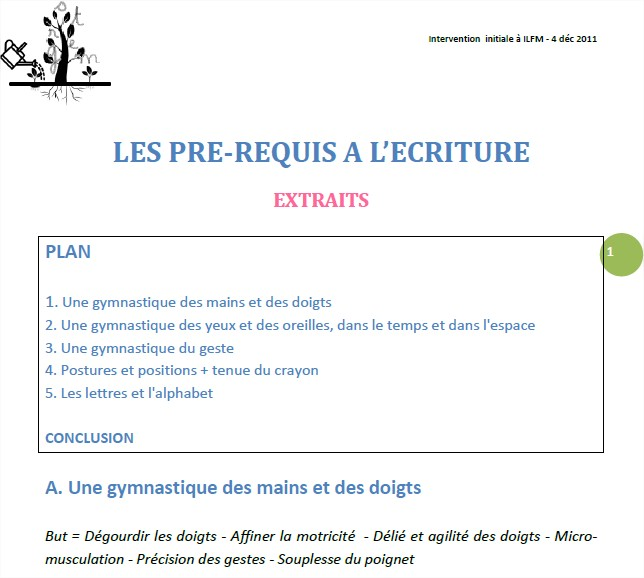 Intervention initiale à ILFM - 4 déc 2011
LES PRE-REQUIS A L’ECRITURE
EXTRAITS
PLAN
1
1. Une gymnastique des mains et des doigts
2. Une gymnastique des yeux et des oreilles, dans le temps et dans l'espace
3. Une gymnastique du geste
4. Postures et positions + tenue du crayon
5. Les lettres et l'alphabet
CONCLUSION
A. Une gymnastique des mains et des doigts
But = Dégourdir les doigts - Affiner la motricité - Délié et agilité des doigts - Micro-
musculation - Précision des gestes - Souplesse du poignet